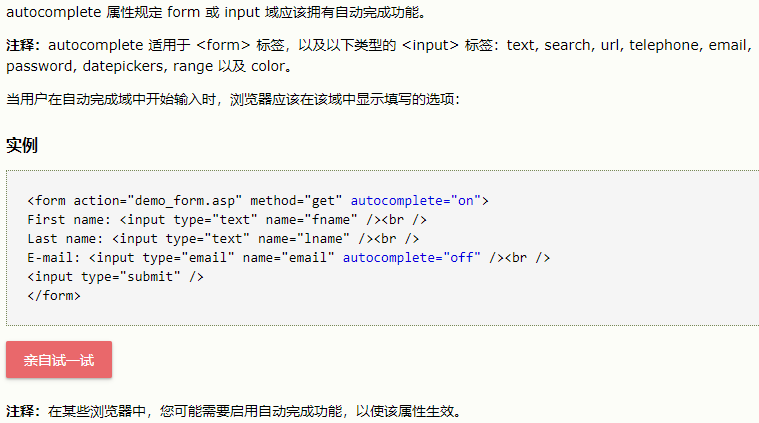 autocomplete 属性规定 form 或 input 域应该拥有自动完成功能。
注释：autocomplete 适用于 <form> 标签，以及以下类型的 <input> 标签：text, search, url, telephone, email,
password, datepickers, range 以及 color。
当用户在自动完成域中开始输入时，浏览器应该在该域中显示填写的选项：
实例
<form action="demo_form.asp" method="get" autocomplete="on">
First name: <input type="text" name="fname" /><br />
Last name: <input type="text" name="lname" /><br />
E-mail: <input type="email" name="email" autocomplete="off" /><br />
<input type="submit" />
</form>
亲自试一试
注释：在某些浏览器中，您可能需要启用自动完成功能，以使该属性生效。